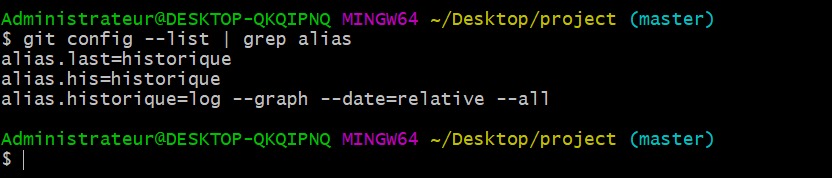 Administrateur@DESKTOP-QKQIPNQ MINGW64 ~/Desktop/project (master)
$ git config --list | grep alias
alias.last=historique
alias.his=historique
alias.historique=log --graph --date=relative --all
Administrateur@DESKTOP-QKQIPNQ MINGW64 ~/Desktop/project (master)
$